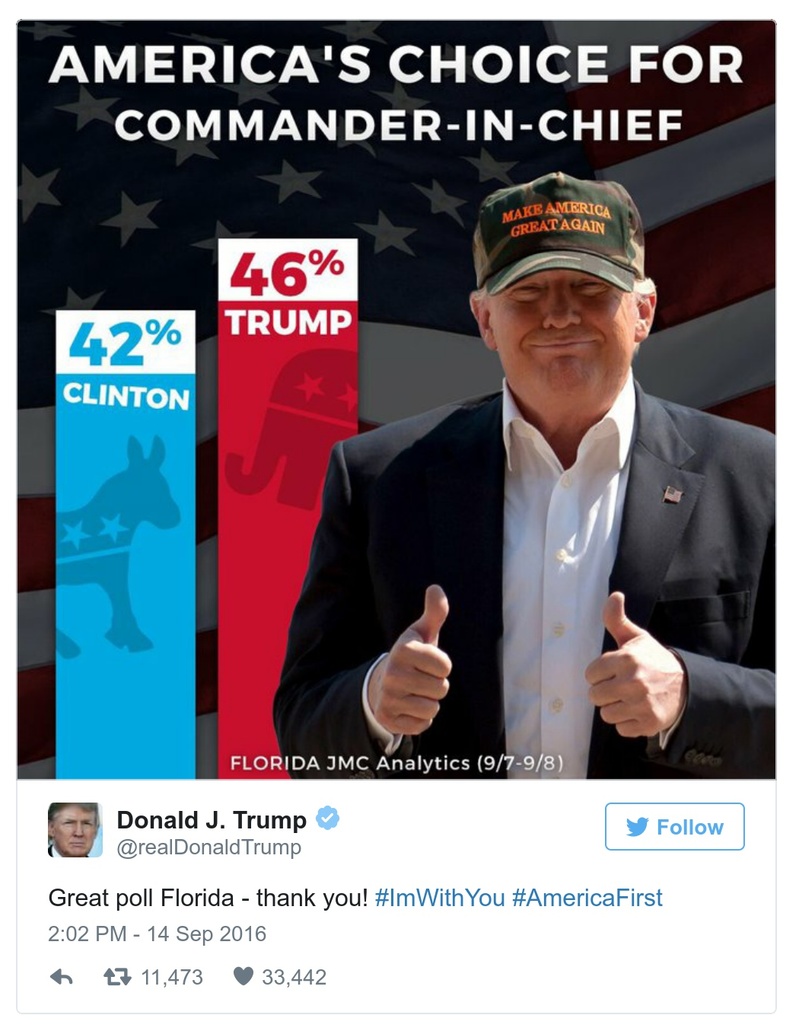 AMERICA'S CHOICE FOR
COMMANDER-IN-CHIEF
MAKE AMERICA
GREAT AGAIN
46%
TRUMP
42%
CLINTON
FLORIDA JMC Analytics (9/7-9/8)
Donald J. Trump
@realDonaldTrump
Follow
Great poll Florida - thank you! #ImWithYou #AmericaFirst
2:02 PM - 14 Sep 2016
11,473 33,442